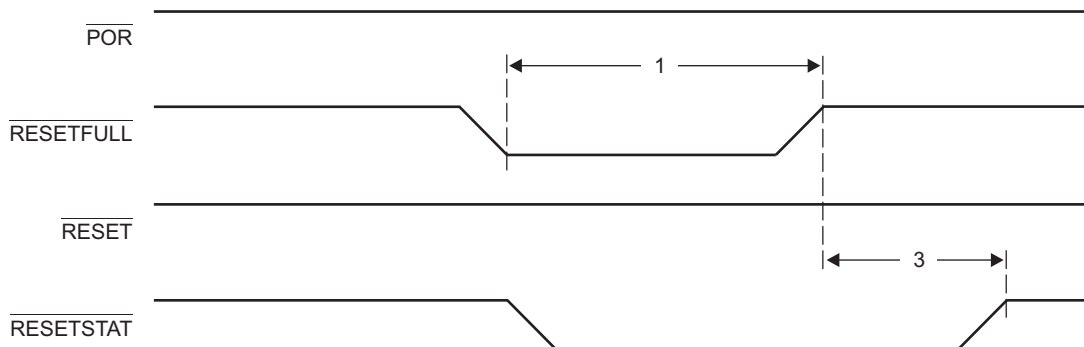 POR
1
RESETFULL
RESET
3
RESETSTAT